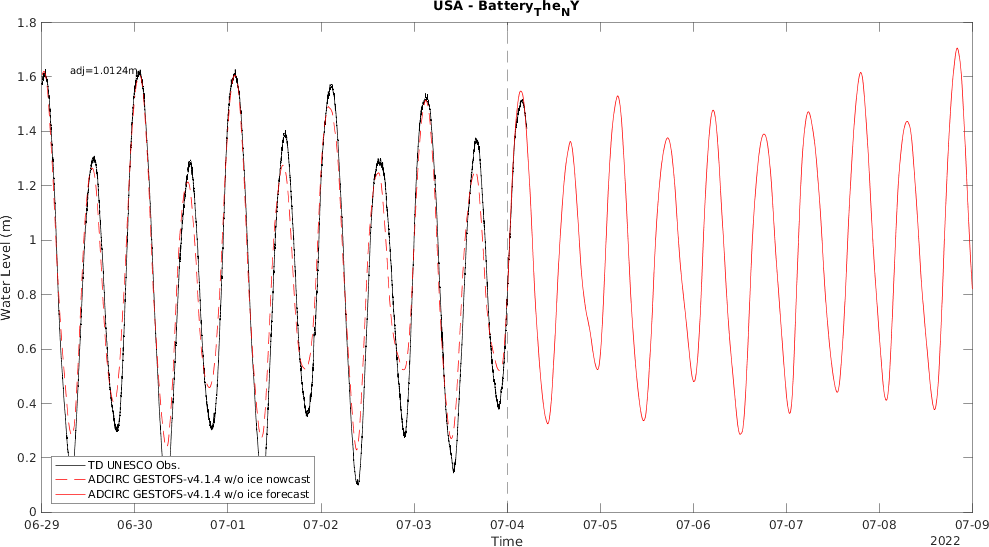 USA - Battery_The_NY
1.8
1.6
1.4
1.2
1
0.8
0.6
0.4
0.2
0
Water Level (m)
adj=1.0124m
TD UNESCO Obs.
ADCIRC GESTOFS-v4.1.4 w/o ice nowcast
ADCIRC GESTOFS-v4.1.4 w/o ice forecast
06-29 06-30 07-01 07-02 07-03 07-04 07-05 07-06 07-07 07-08 07-09
Time
2022